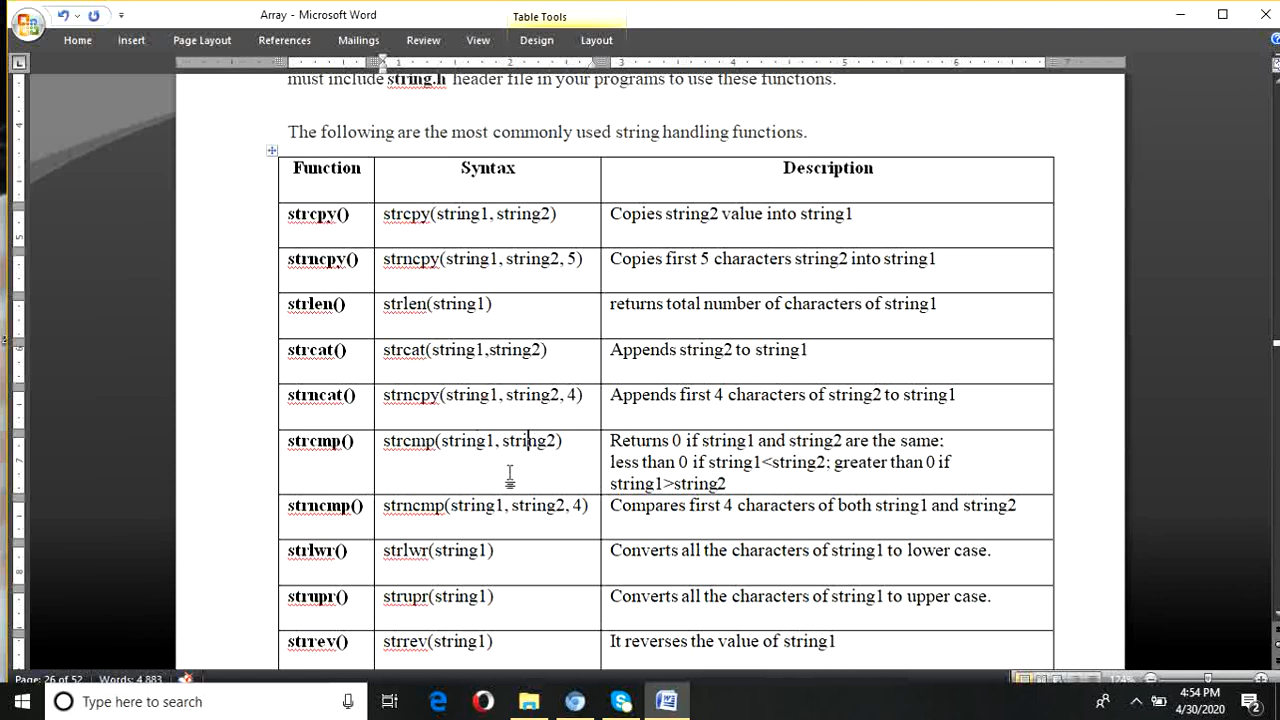 Array - Microsoft Word
Table Tools
Home Insert Page Layout References Mailings Review View Design Layout
must include string.h header file in your programs to use these functions.
The following are the most commonly used string handling functions.
Function Syntax Description
strcpy() strcpy(string1, string2) Copies string2 value into string1
strncpy() strncpy(string1, string2, 5) Copies first 5 characters string2 into string1
strlen() strlen(string1) returns total number of characters of string1
strcat() strcat(string1,string2) Appends string2 to string1
strncat() strncpy(string1, string2, 4) Appends first 4 characters of string2 to string1
strcmp() strcmp(string1, string2) Returns 0 if string1 and string2 are the same;
less than 0 if string1<string2; greater than 0 if
string1>string2
strncmp() strncmp(string1, string2, 4) Compares first 4 characters of both string1 and string2
strlwr() strlwr(string1) Converts all the characters of string1 to lower case.
strupr() strupr(string1) Converts all the characters of string1 to upper case.
strrev() strrev(string1) It reverses the value of string1
Page: 26 of 52 Words: 4,883 124%
Type here to search
4:54 PM
4/30/2020